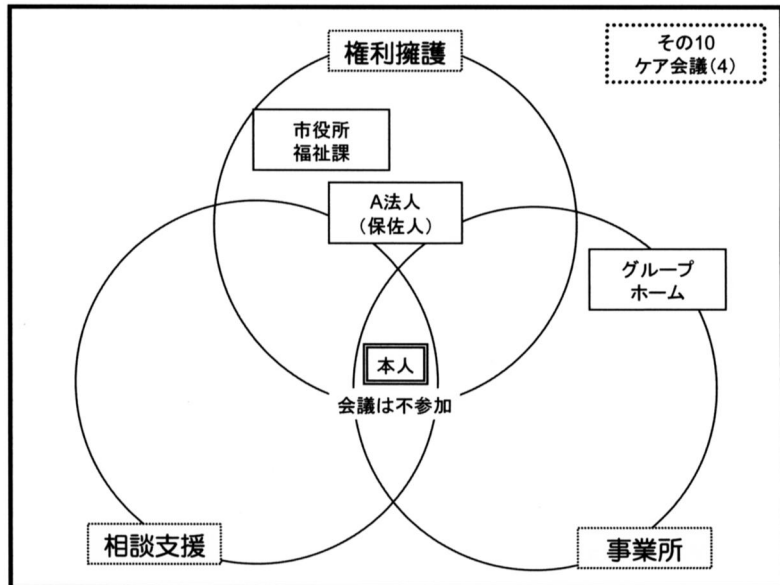 権利擁護
その10
ケア会議(4)
市役所
福祉課
A法人
(保佐人)
グループ
ホーム
本人
会議は不参加
相談支援
事業所